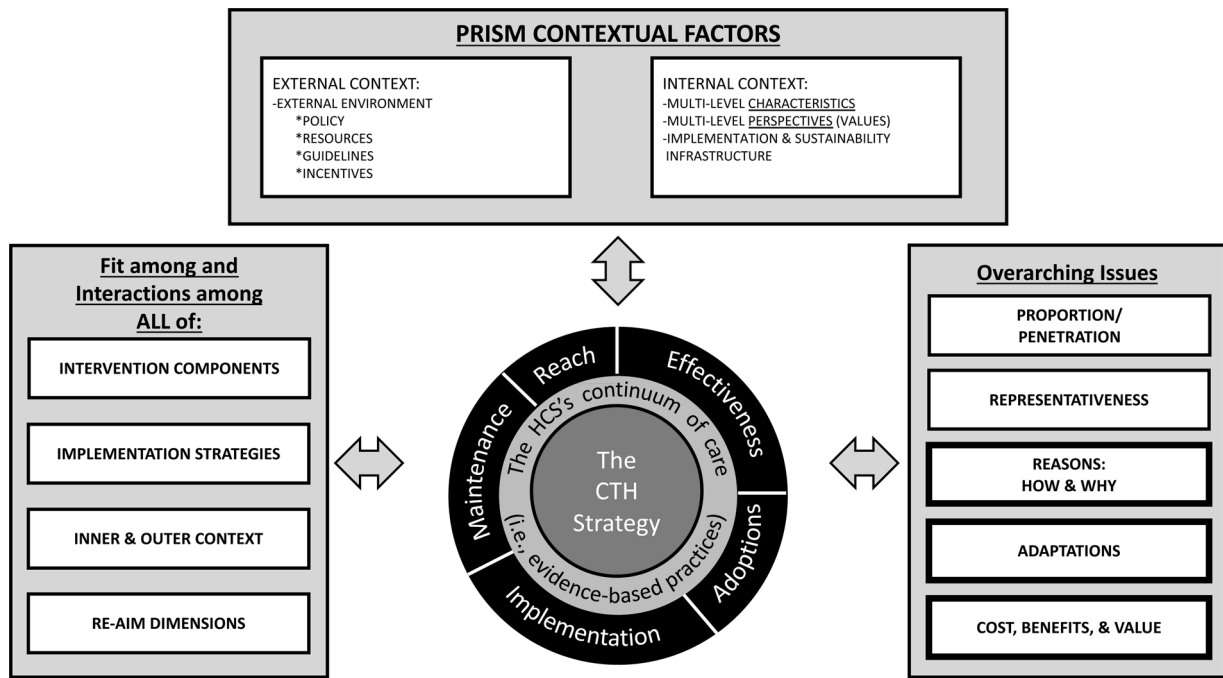 PRISM CONTEXTUAL FACTORS
EXTERNAL CONTEXT:
-EXTERNAL ENVIRONMENT
*POLICY
*RESOURCES
*GUIDELINES
*INCENTIVES
INTERNAL CONTEXT:
-MULTI-LEVEL CHARACTERISTICS
-MULTI-LEVEL PERSPECTIVES (VALUES)
-IMPLEMENTATION & SUSTAINABILITY
INFRASTRUCTURE
Fit among and
Interactions among
ALL of:
INTERVENTION COMPONENTS
IMPLEMENTATION STRATEGIES
INNER & OUTER CONTEXT
RE-AIM DIMENSIONS
Reach
Effectiveness
Adoptions
Implementation
Maintenance
The HCS's continuum of care
(i.e., evidence-based practices)
The
CTH
Strategy
Overarching Issues
PROPORTION/
PENETRATION
REPRESENTATIVENESS
REASONS:
HOW & WHY
ADAPTATIONS
COST, BENEFITS, & VALUE